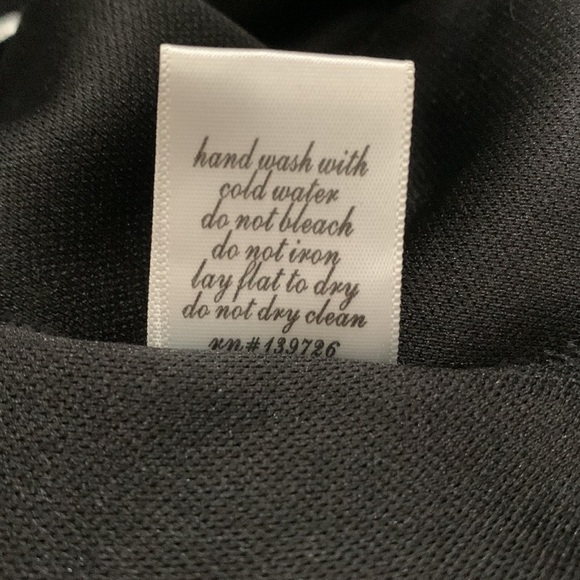 hand wash with
cold water
do not bleach
do not iron
lay flat to dry
do not dry clean
rn# 139726